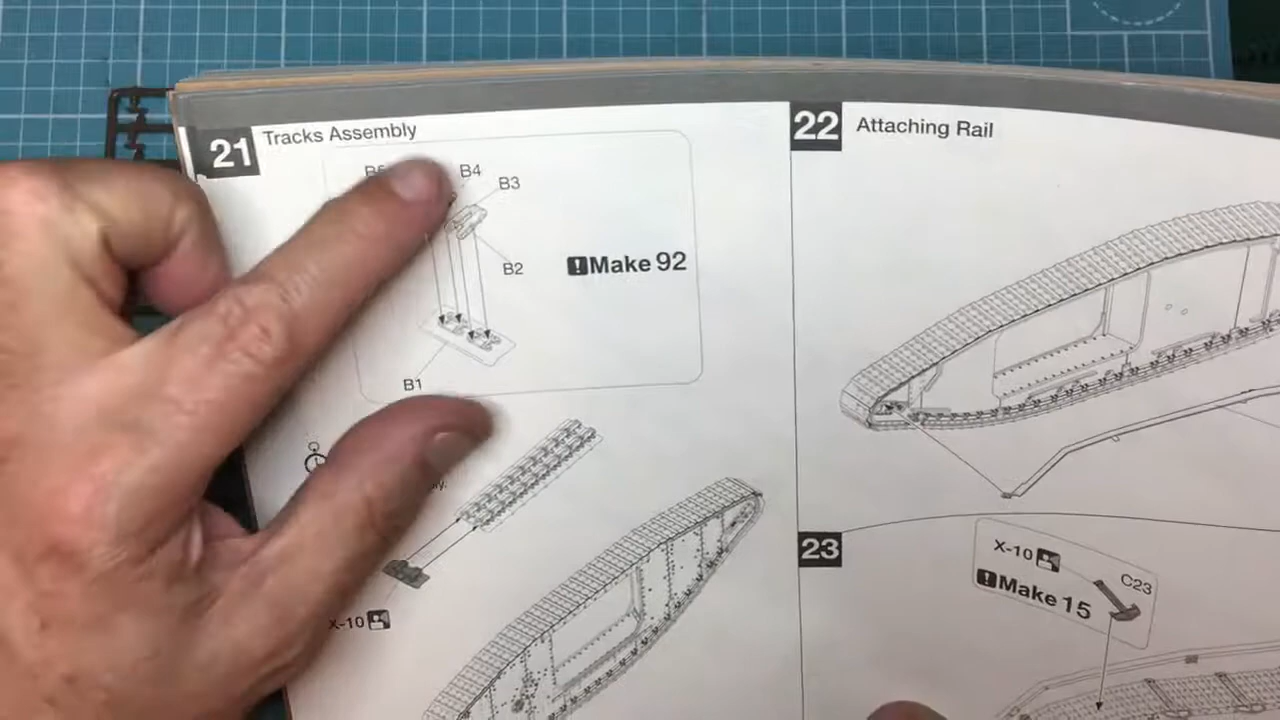 21 Tracks Assembly
B4
B3
B2
!Make 92
B1
X-10
22 Attaching Rail
23
X-10
C23
!Make 15